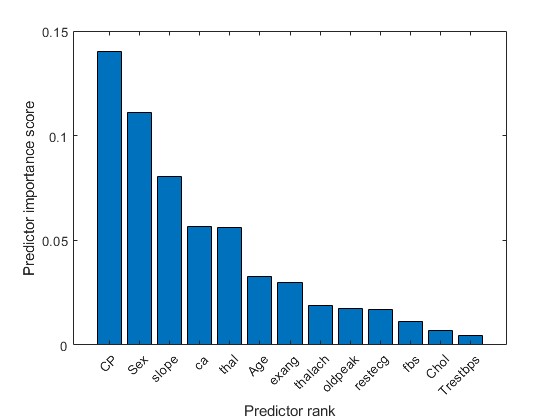 0.15
0.1
0.05
0
Predictor importance score
CP
Sex
slope
ca
thal
Age
exang
thalach
oldpeak
restecg
fbs
Chol
Trestbps
Predictor rank